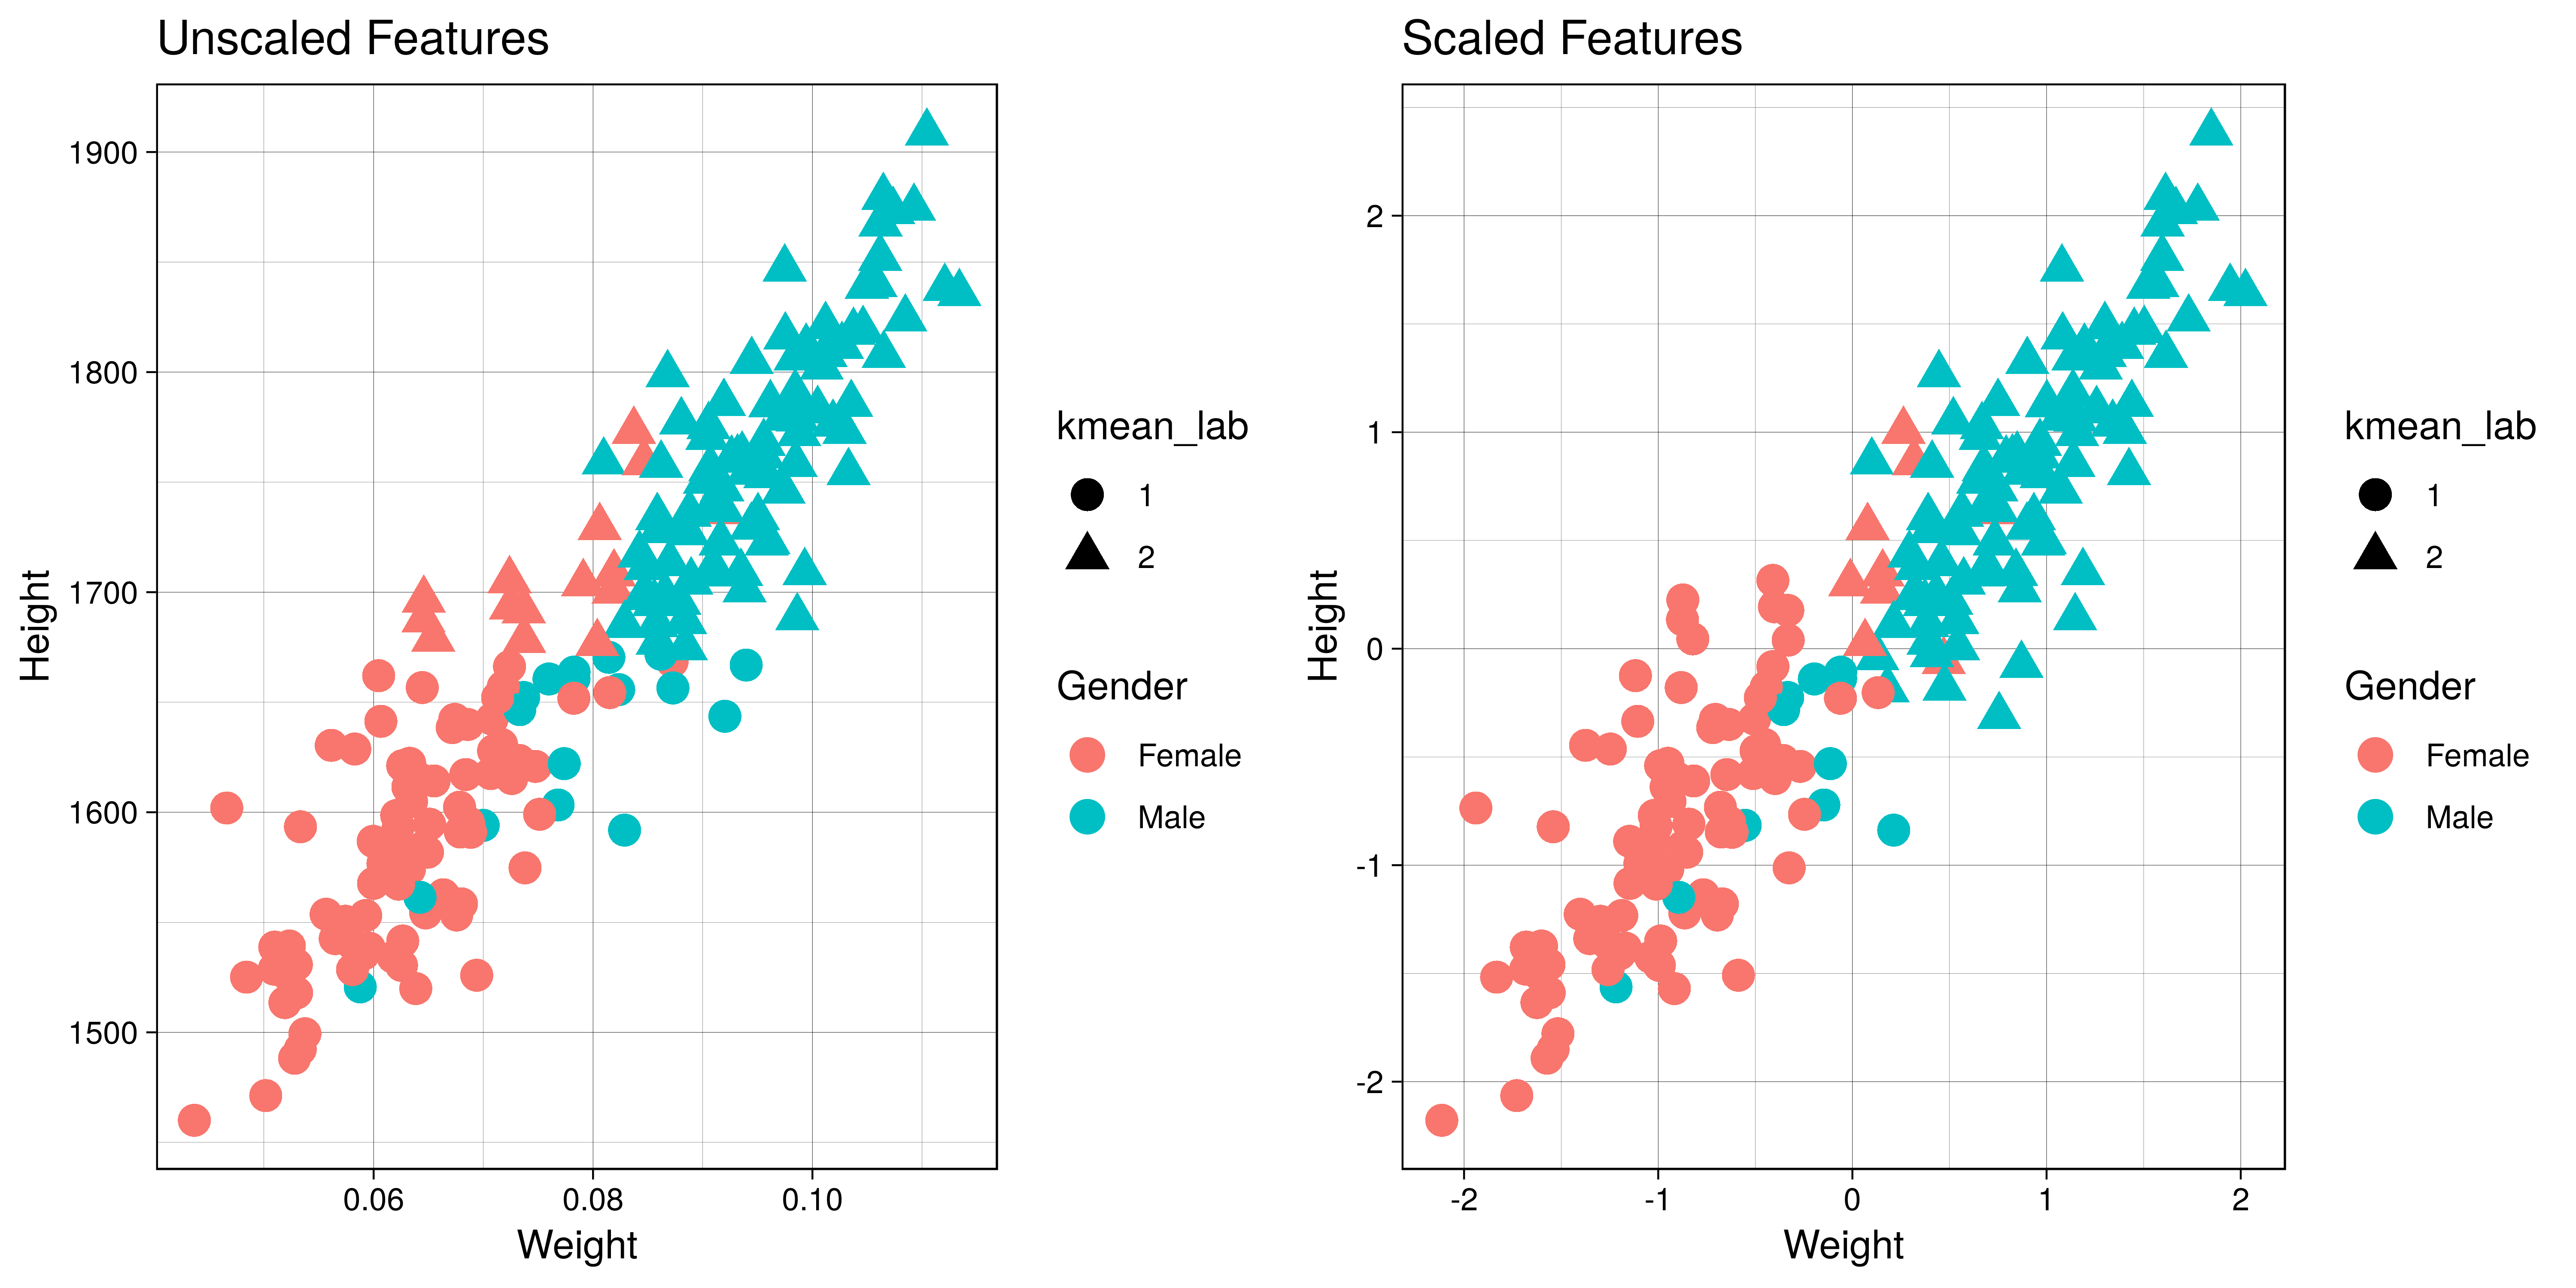 Unscaled Features
Height
1900
1800
1700
1600
1500
0.06 0.08 0.10
Weight
kmean_lab
1
2
Gender
Female
Male
Scaled Features
Height
2
1
0
-1
-2
-2 -1 0 1 2
Weight
kmean_lab
1
2
Gender
Female
Male